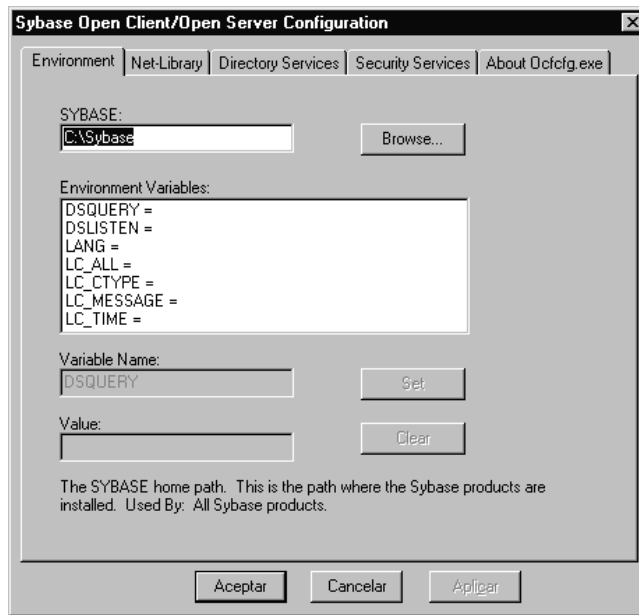 Sybase Open Client/Open Server Configuration
Environment Net-Library Directory Services Security Services About Ocfcfg.exe
SYBASE:
C:\Sybase
Browse...
Environment Variables:
DSQUERY =
DSLISTEN =
LANG =
LC_ALL =
LC_CTYPE =
LC_MESSAGE =
LC_TIME =
Variable Name:
DSQUERY
Set
Value:
Clear
The SYBASE home path. This is the path where the Sybase products are
installed. Used By: All Sybase products.
Aceptar Cancelar Aplicar